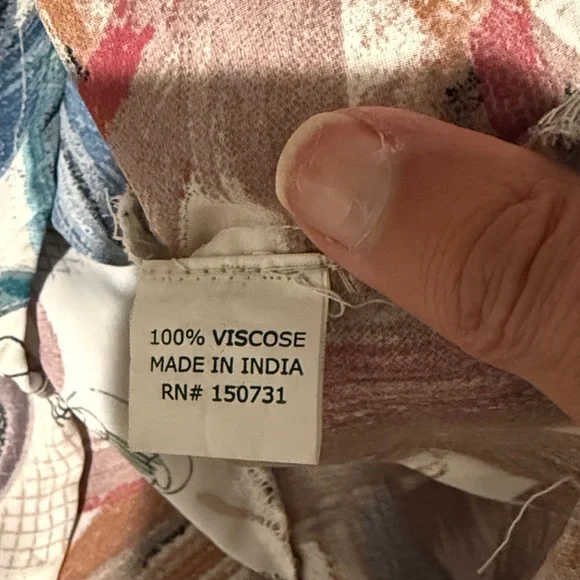 100% VISCOSE
MADE IN INDIA
RN# 150731